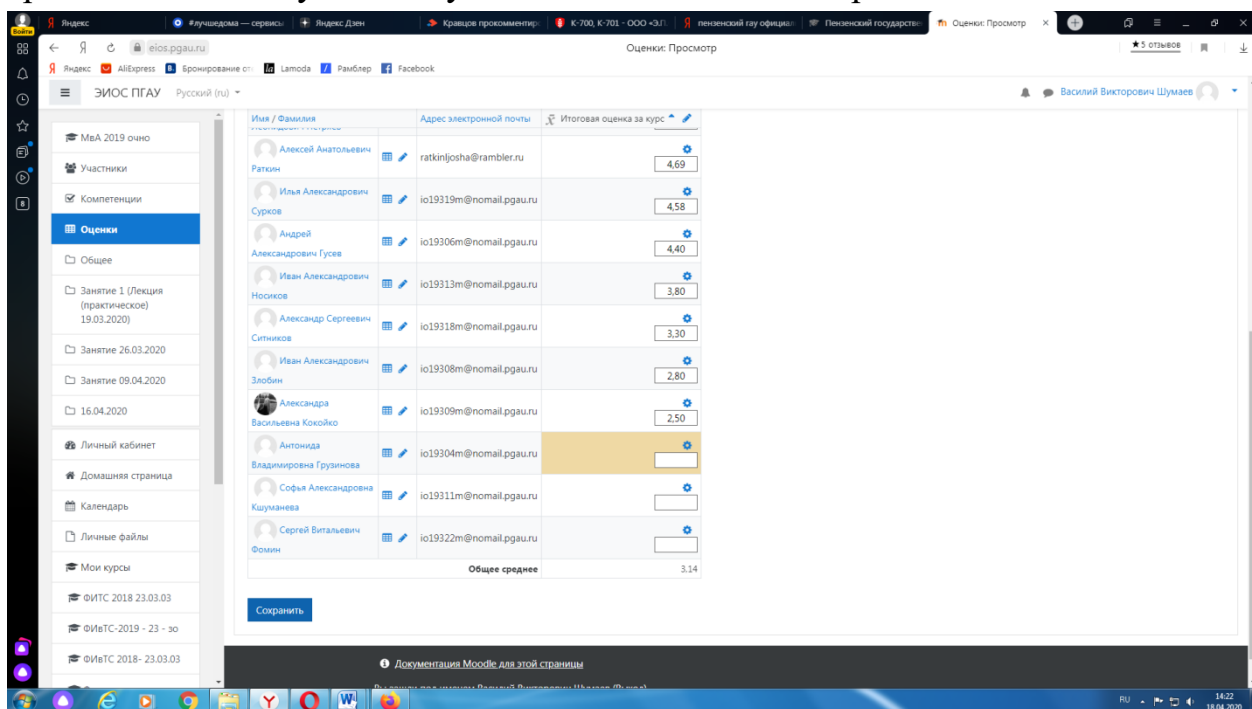 Войти
Яндекс
#лучшедома — сервисы
Яндекс Дзен
Кравцов прокомментир
К-700, К-701 - ООО «Э.П.
пензенский гау официал
Пензенский государстве
Оценки: Просмотр
eios.pgau.ru
Оценки: Просмотр
★5 отзывов
Яндекс
AliExpress
Бронирование от
Lamoda
Рамблер
Facebook
ЭИОС ПГАУ
Русский (ru)
Василий Викторович Шумаев
МвА 2019 очно
Участники
Компетенции
Оценки
Общее
Занятие 1 (Лекция
(практическое)
19.03.2020)
Занятие 26.03.2020
Занятие 09.04.2020
16.04.2020
Личный кабинет
Домашняя страница
Календарь
Личные файлы
Мои курсы
ФИТС 2018 23.03.03
ФИвТС-2019 - 23 - зо
ФИвТС 2018- 23.03.03
Имя / Фамилия
Адрес электронной почты
Итоговая оценка за курс
Алексей Анатольевич
Раткин
ratkinljosha@rambler.ru
4,69
Илья Александрович
Сурков
io19319m@nomail.pgau.ru
4,58
Андрей
Александрович Гусев
io19306m@nomail.pgau.ru
4,40
Иван Александрович
Носиков
io19313m@nomail.pgau.ru
3,80
Александр Сергеевич
Ситников
io19318m@nomail.pgau.ru
3,30
Иван Александрович
Злобин
io19308m@nomail.pgau.ru
2,80
Александра
Васильевна Кокойко
io19309m@nomail.pgau.ru
2,50
Антонида
Владимировна Грузинова
io19304m@nomail.pgau.ru
Софья Александровна
Кшуманева
io19311m@nomail.pgau.ru
Сергей Витальевич
Фомин
io19322m@nomail.pgau.ru
Общее среднее
3,14
Сохранить
Документация Moodle для этой страницы
RU
14:22
18.04.2020